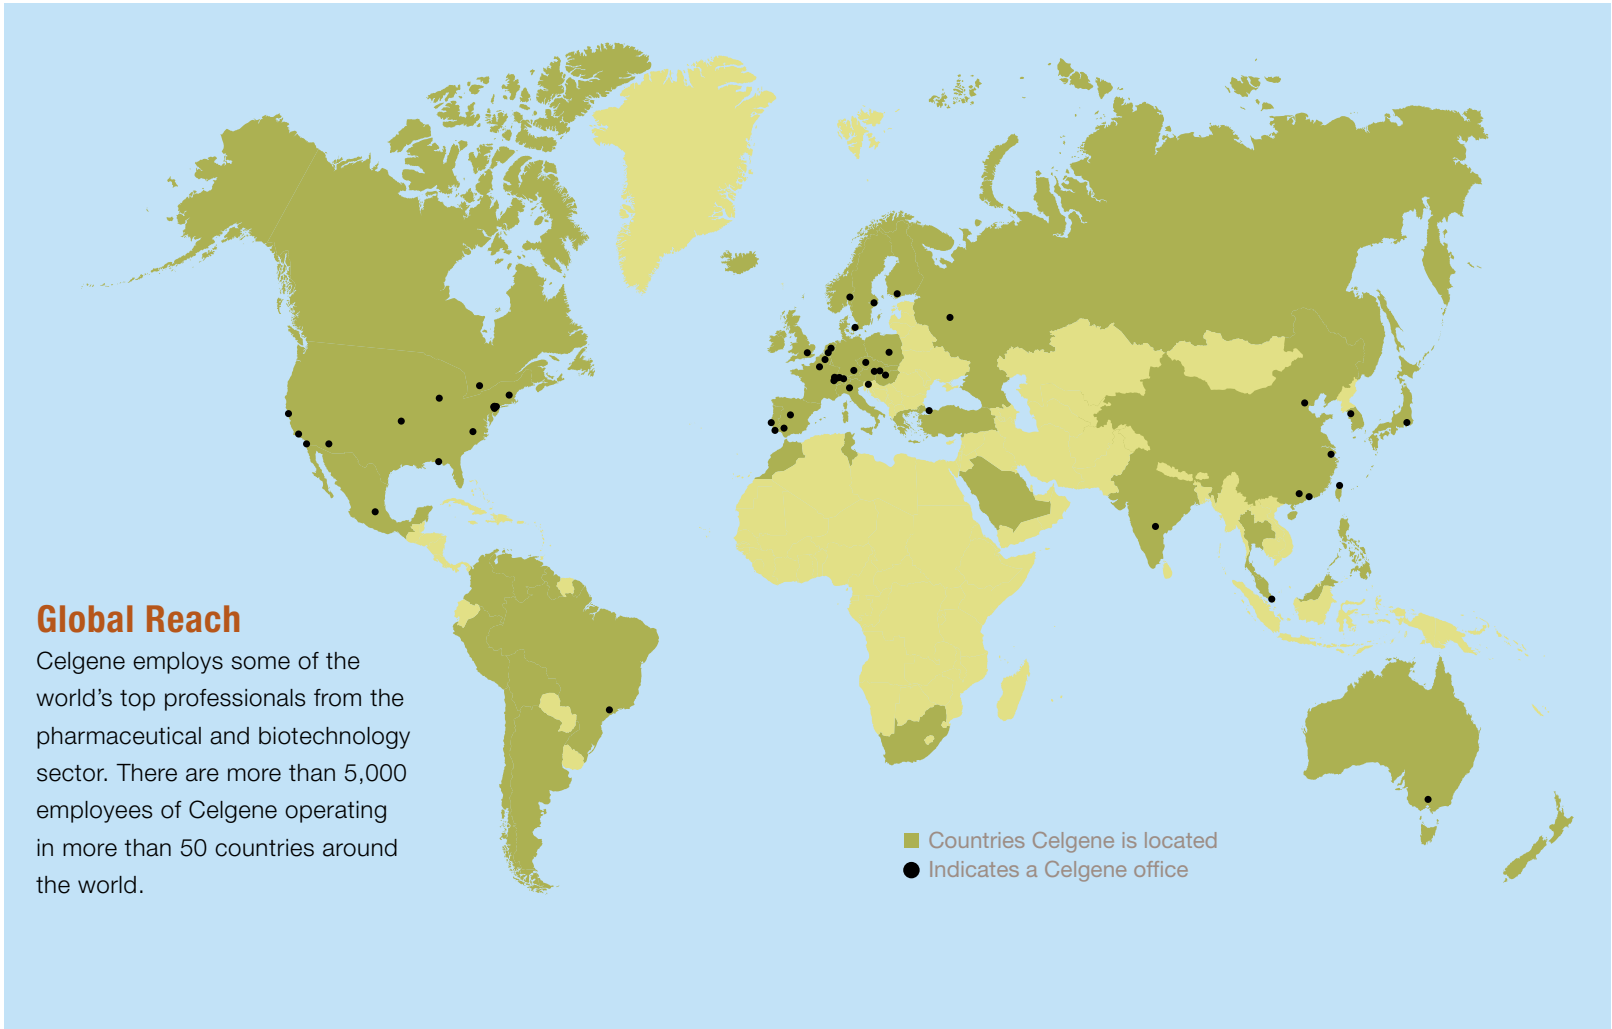 Global Reach
Celgene employs some of the
world’s top professionals from the
pharmaceutical and biotechnology
sector. There are more than 5,000
employees of Celgene operating
in more than 50 countries around
the world.
Countries Celgene is located
Indicates a Celgene office